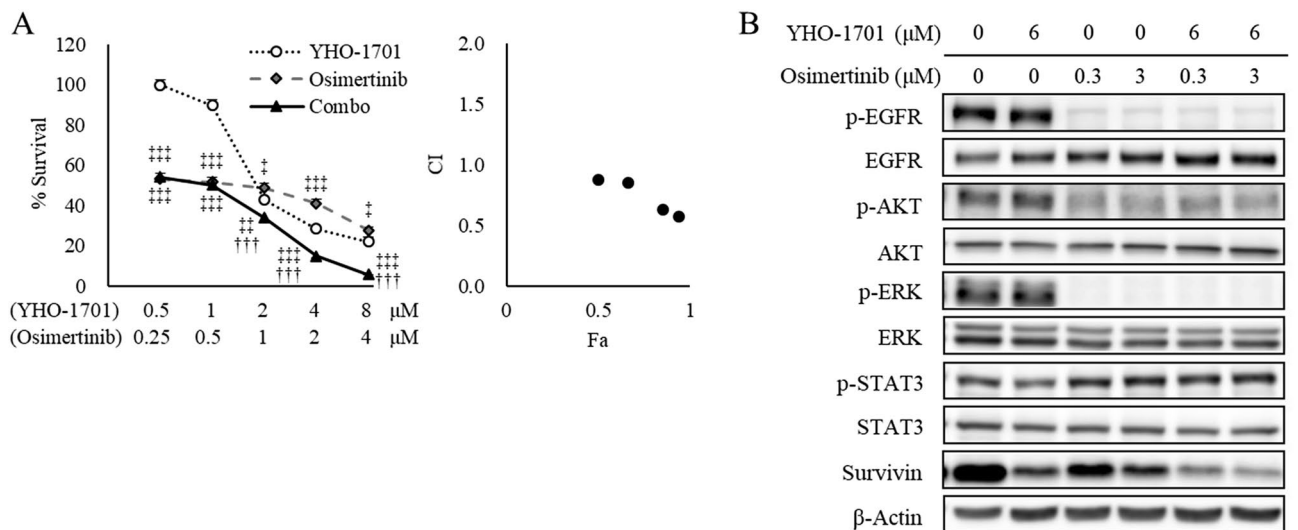 A
120
100
80
60
40
20
0
% Survival
YHO-1701
Osimertinib
Combo
‡‡‡ ‡‡‡ ‡ ‡‡‡ ‡
‡‡‡ ‡‡‡ ‡‡ ‡‡‡ ‡‡‡
††† ††† †††
(YHO-1701) 0.5 1 2 4 8 μM
(Osimertinib) 0.25 0.5 1 2 4 μM
2.0
1.5
1.0
0.5
0.0
CI
0 0.5 1
Fa
B
YHO-1701 (μM) 0 6 0 0 6 6
Osimertinib (μM) 0 0 0.3 3 0.3 3
p-EGFR
EGFR
p-AKT
AKT
p-ERK
ERK
p-STAT3
STAT3
Survivin
β-Actin